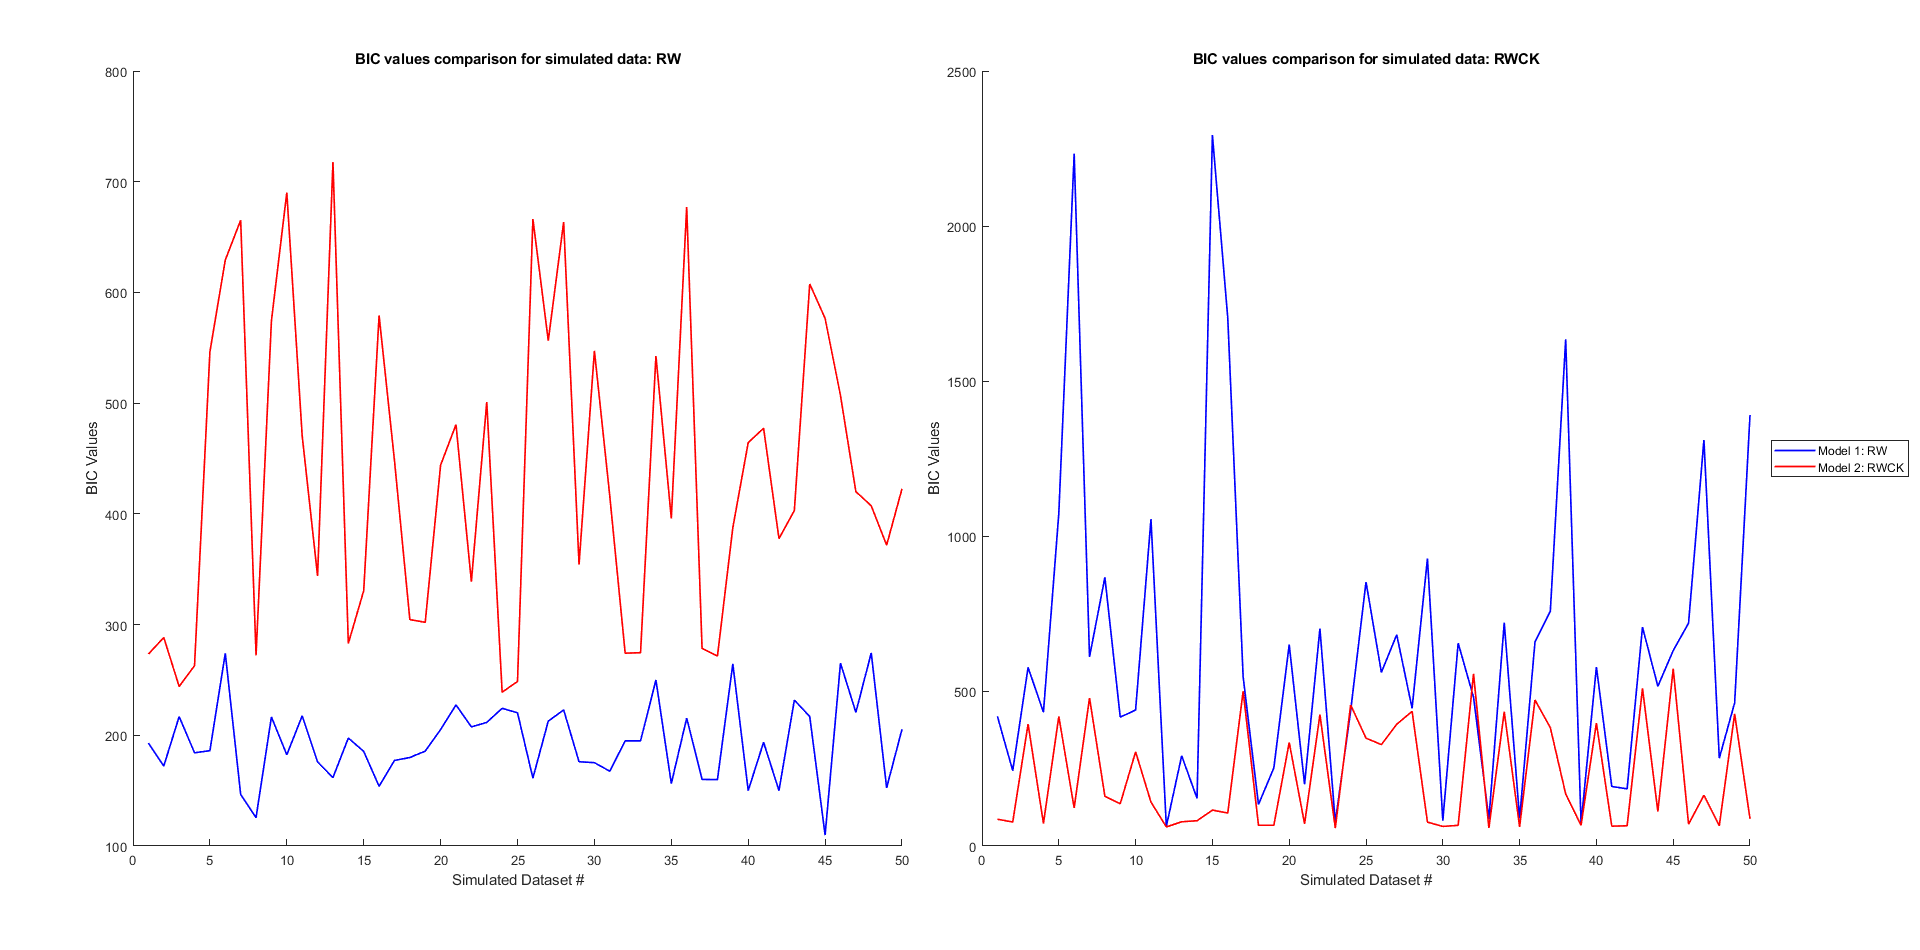 BIC values comparison for simulated data: RW
800
700
600
500
400
300
200
100
BIC Values
0 5 10 15 20 25 30 35 40 45 50
Simulated Dataset #
BIC values comparison for simulated data: RWCK
2500
2000
1500
1000
500
0
BIC Values
0 5 10 15 20 25 30 35 40 45 50
Simulated Dataset #
Model 1: RW
Model 2: RWCK